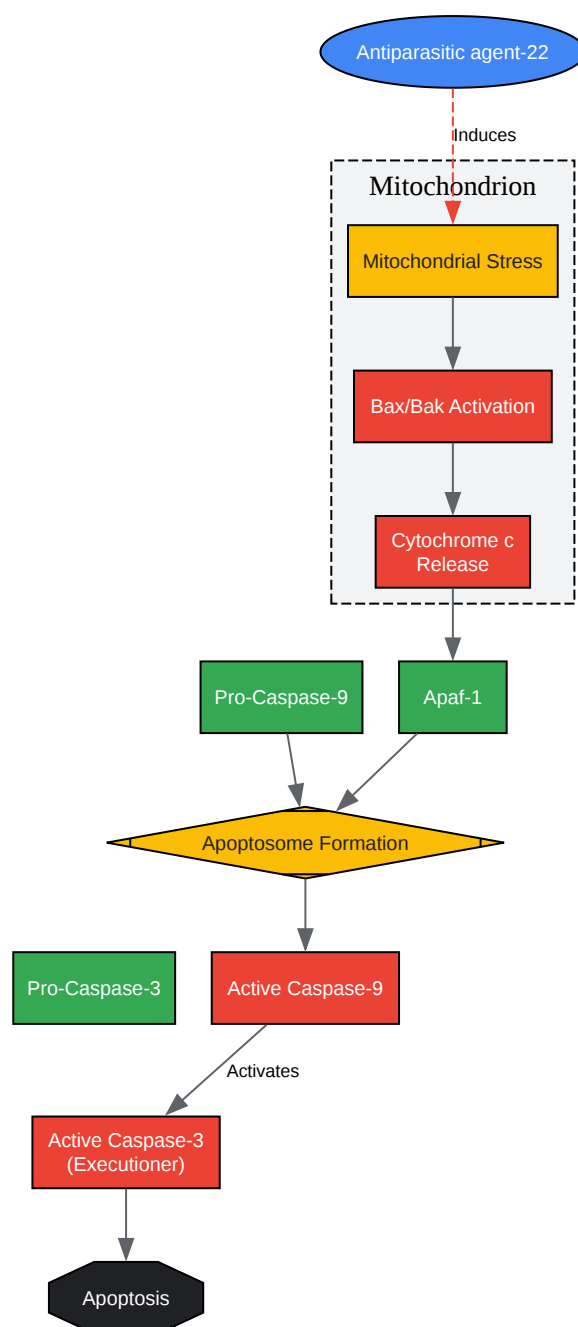 Antiparasitic agent-22
Induces
Mitochondrion
Mitochondrial Stress
Bax/Bak Activation
Cytochrome c
Release
Pro-Caspase-9
Apaf-1
Apoptosome Formation
Pro-Caspase-3
Active Caspase-9
Activates
Active Caspase-3
(Executioner)
Apoptosis